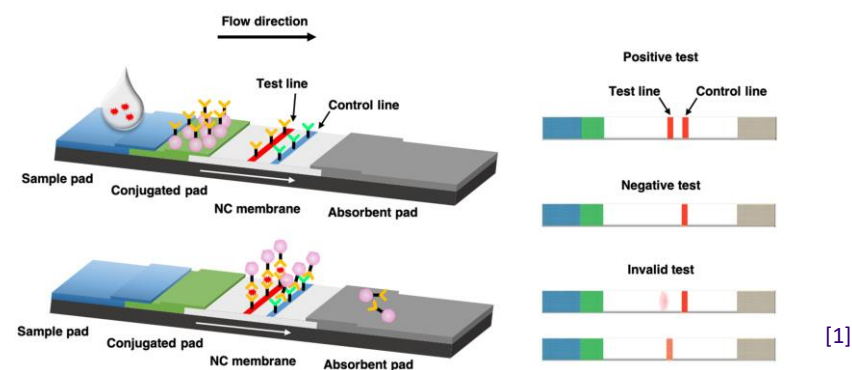 Flow direction
Test line
Control line
Sample pad
Conjugated pad
NC membrane
Absorbent pad
Sample pad
Conjugated pad
NC membrane
Absorbent pad
Positive test
Test line
Control line
Negative test
Invalid test
[1]